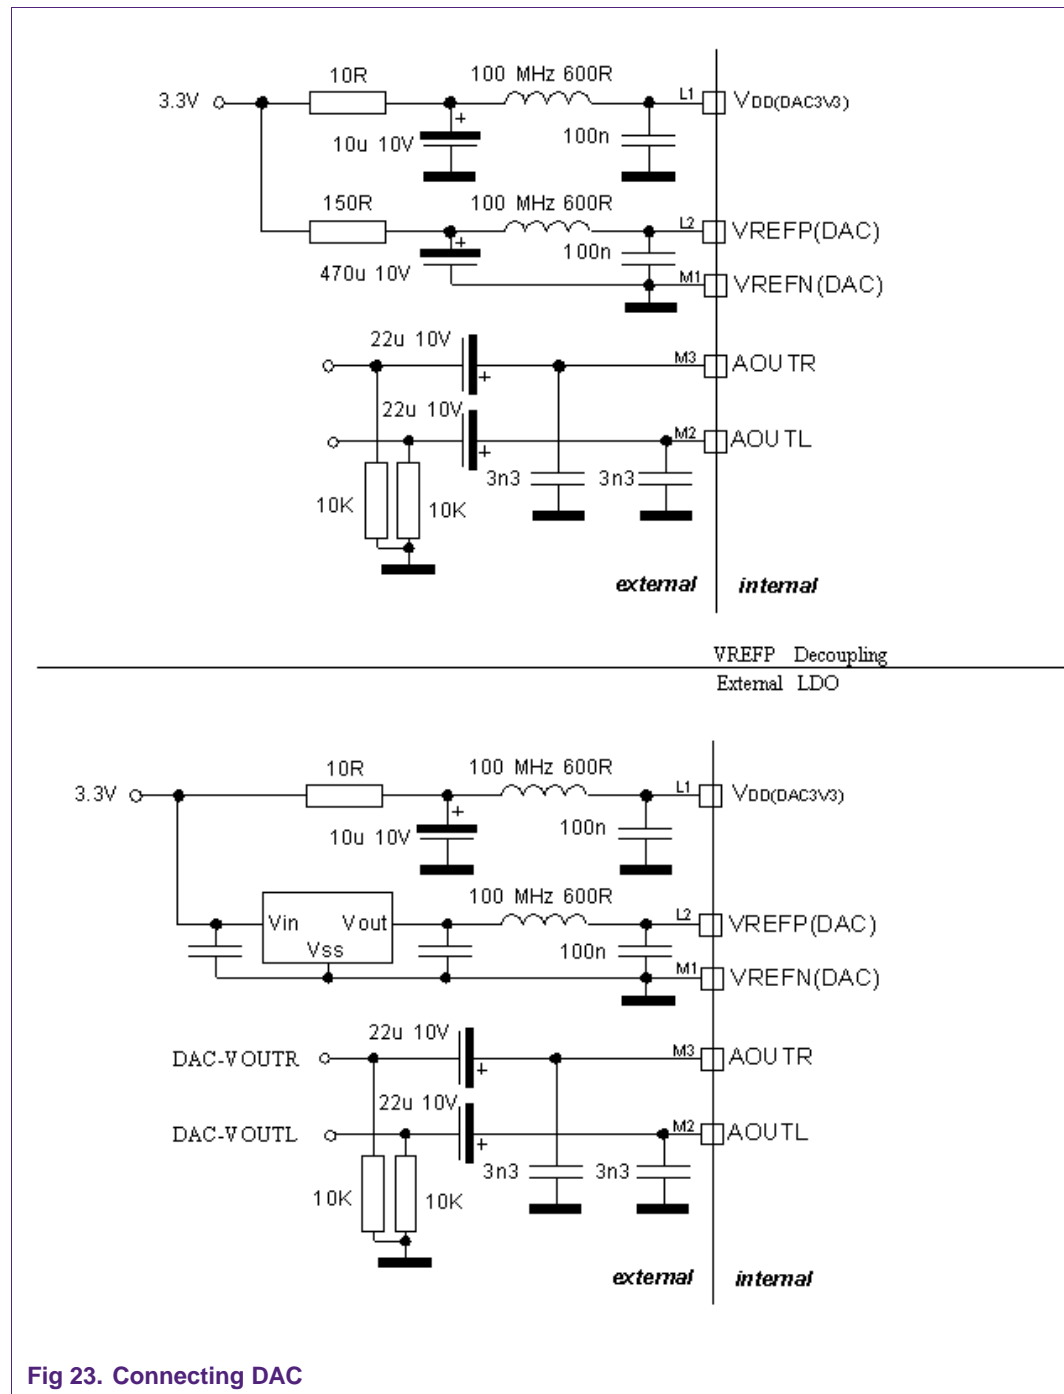 10R
100 MHz 600R
3.3V
L1
VDD(DAC3V3)
+
10u 10V
100n
150R
100 MHz 600R
L2
VREFP(DAC)
+
100n
470u 10V
M1
VREFN(DAC)
22u 10V
M3
AOUTR
+
22u 10V
M2
AOUTL
+
3n3
3n3
10K
10K
external
internal
VREFP Decoupling
External LDO
10R
100 MHz 600R
3.3V
L1
VDD(DAC3V3)
+
10u 10V
100n
100 MHz 600R
Vin
Vout
Vss
L2
VREFP(DAC)
100n
M1
VREFN(DAC)
22u 10V
DAC-VOUTR
M3
AOUTR
+
22u 10V
DAC-VOUTL
M2
AOUTL
+
3n3
3n3
10K
10K
external
internal
Fig 23. Connecting DAC